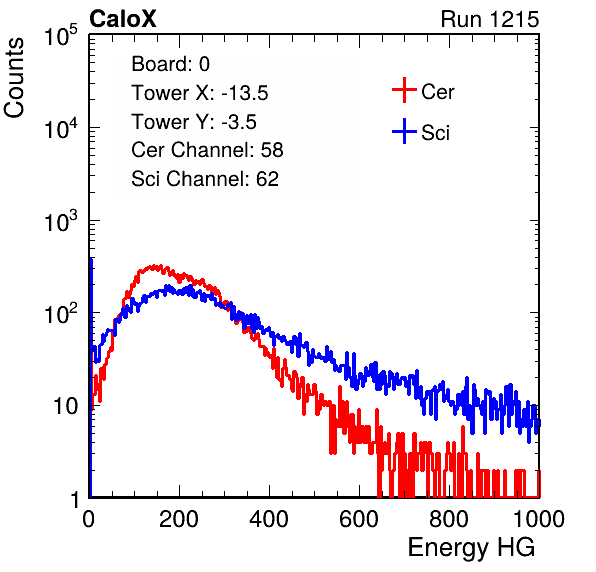 CaloX Run 1215
Counts
10^5
10^4
10^3
10^2
10
1
Board: 0
Tower X: -13.5
Tower Y: -3.5
Cer Channel: 58
Sci Channel: 62
Cer
Sci
0 200 400 600 800 1000
Energy HG